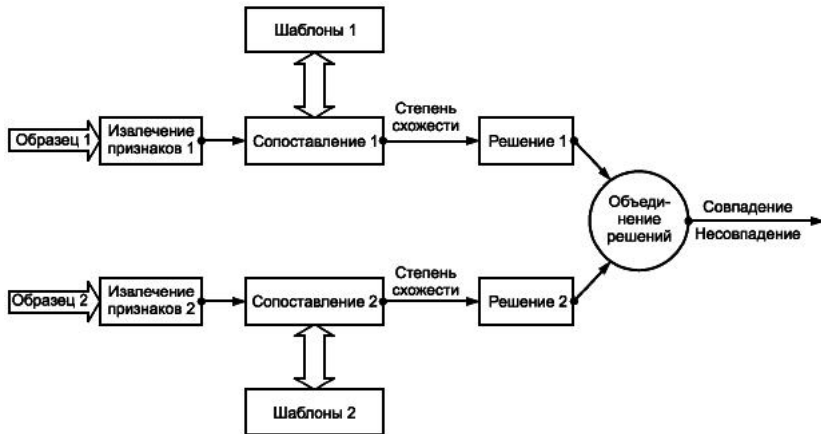 Шаблоны 1
Степень
схожести
Образец 1
Извлечение
признаков 1
Сопоставление 1
Решение 1
Объеди-
нение
решений
Совпадение
Несовпадение
Степень
схожести
Образец 2
Извлечение
признаков 2
Сопоставление 2
Решение 2
Шаблоны 2